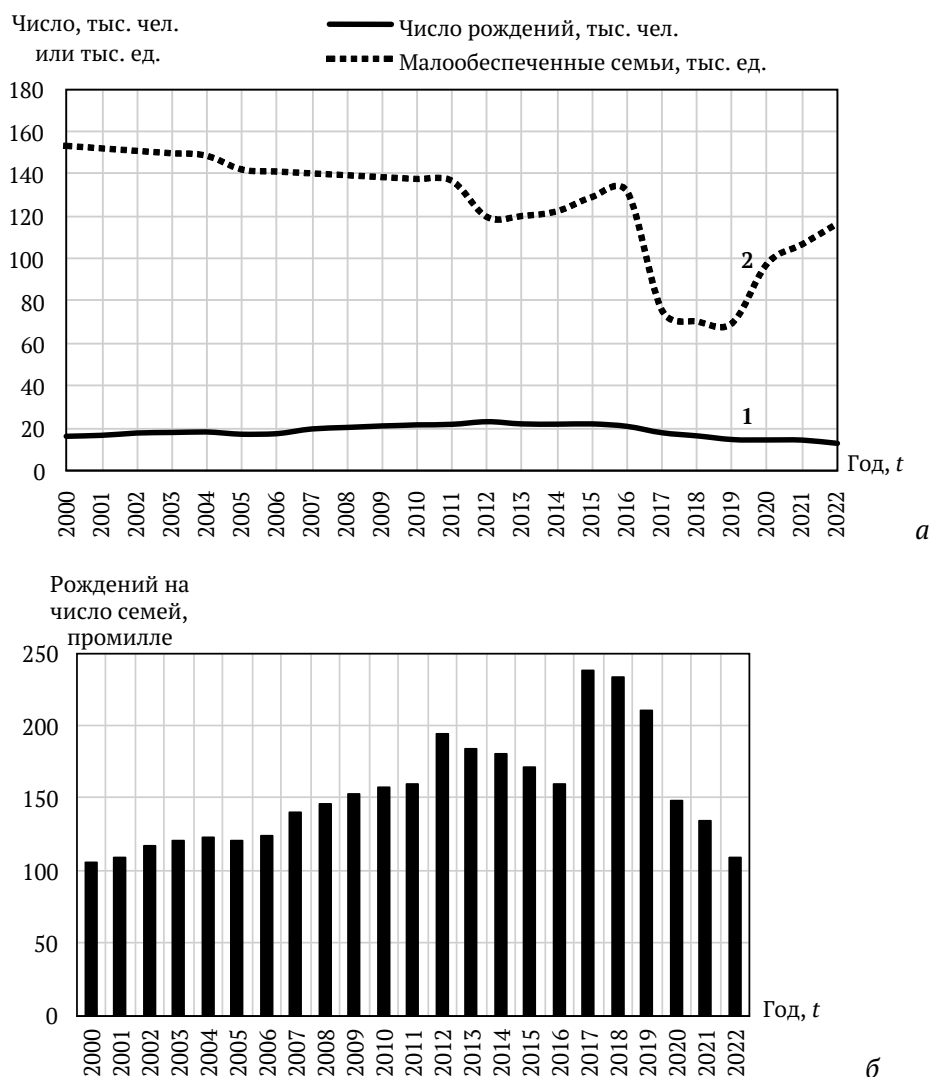 Число, тыс. чел.
или тыс. ед.
Число рождений, тыс. чел.
Малообеспеченные семьи, тыс. ед.
180
160
140
120
100
80
60
40
20
0
2
1
Год, t
2000 2001 2002 2003 2004 2005 2006 2007 2008 2009 2010 2011 2012 2013 2014 2015 2016 2017 2018 2019 2020 2021 2022
а
Рождений на
число семей,
промилле
250
200
150
100
50
0
Год, t
2000 2001 2002 2003 2004 2005 2006 2007 2008 2009 2010 2011 2012 2013 2014 2015 2016 2017 2018 2019 2020 2021 2022
б